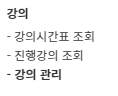 강의
- 강의시간표 조회
- 진행강의 조회
- 강의 관리